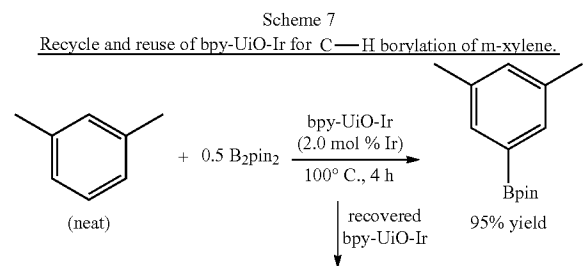 Scheme 7
Recycle and reuse of bpy-UiO-Ir for C—H borylation of m-xylene.
(neat)
+ 0.5 B₂pin₂
bpy-UiO-Ir
(2.0 mol % Ir)
100° C., 4 h
Bpin
95% yield
recovered
bpy-UiO-Ir